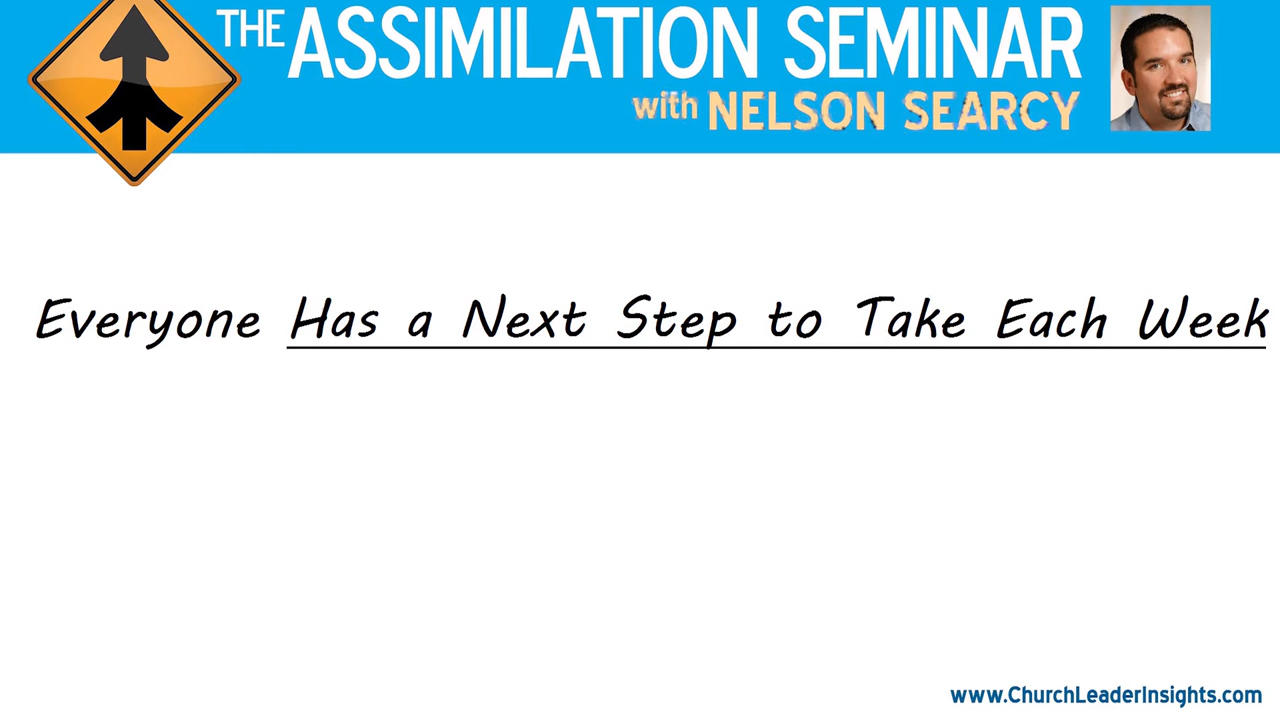 THE ASSIMILATION SEMINAR
with NELSON SEARCY
Everyone Has a Next Step to Take Each Week
www.ChurchLeaderInsights.com